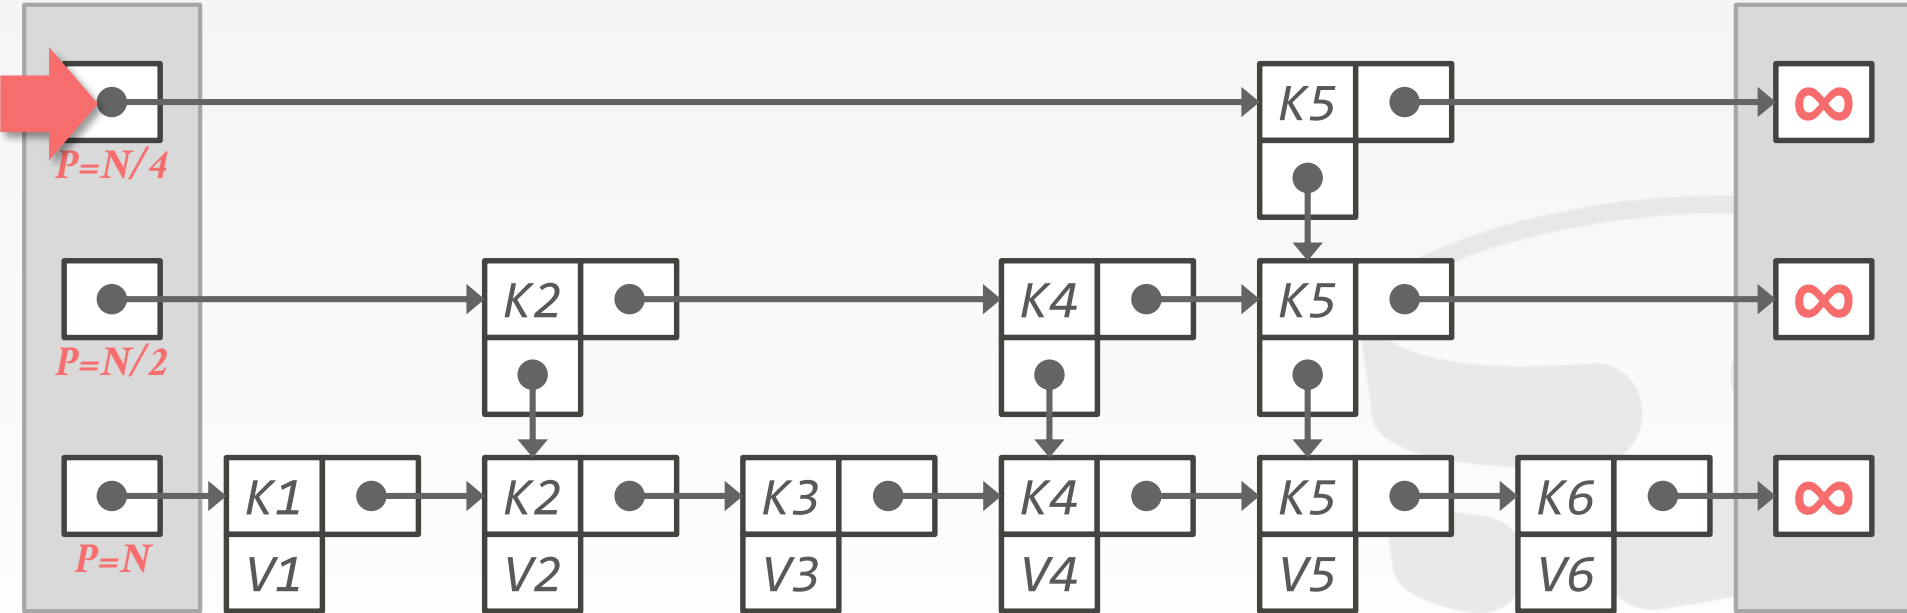 K5 ∞
P=N/4
K2 K4 K5 ∞
P=N/2
K1 K2 K3 K4 K5 K6 ∞
P=N
V1 V2 V3 V4 V5 V6